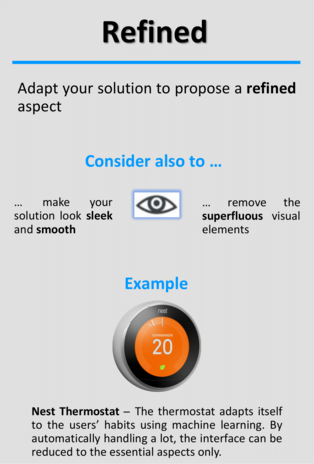 Refined
Adapt your solution to propose a refined
aspect
Consider also to ...
... make your
solution look sleek
and smooth
... remove the
superfluous visual
elements
Example
nest
20
Nest Thermostat – The thermostat adapts itself
to the users’ habits using machine learning. By
automatically handling a lot, the interface can be
reduced to the essential aspects only.